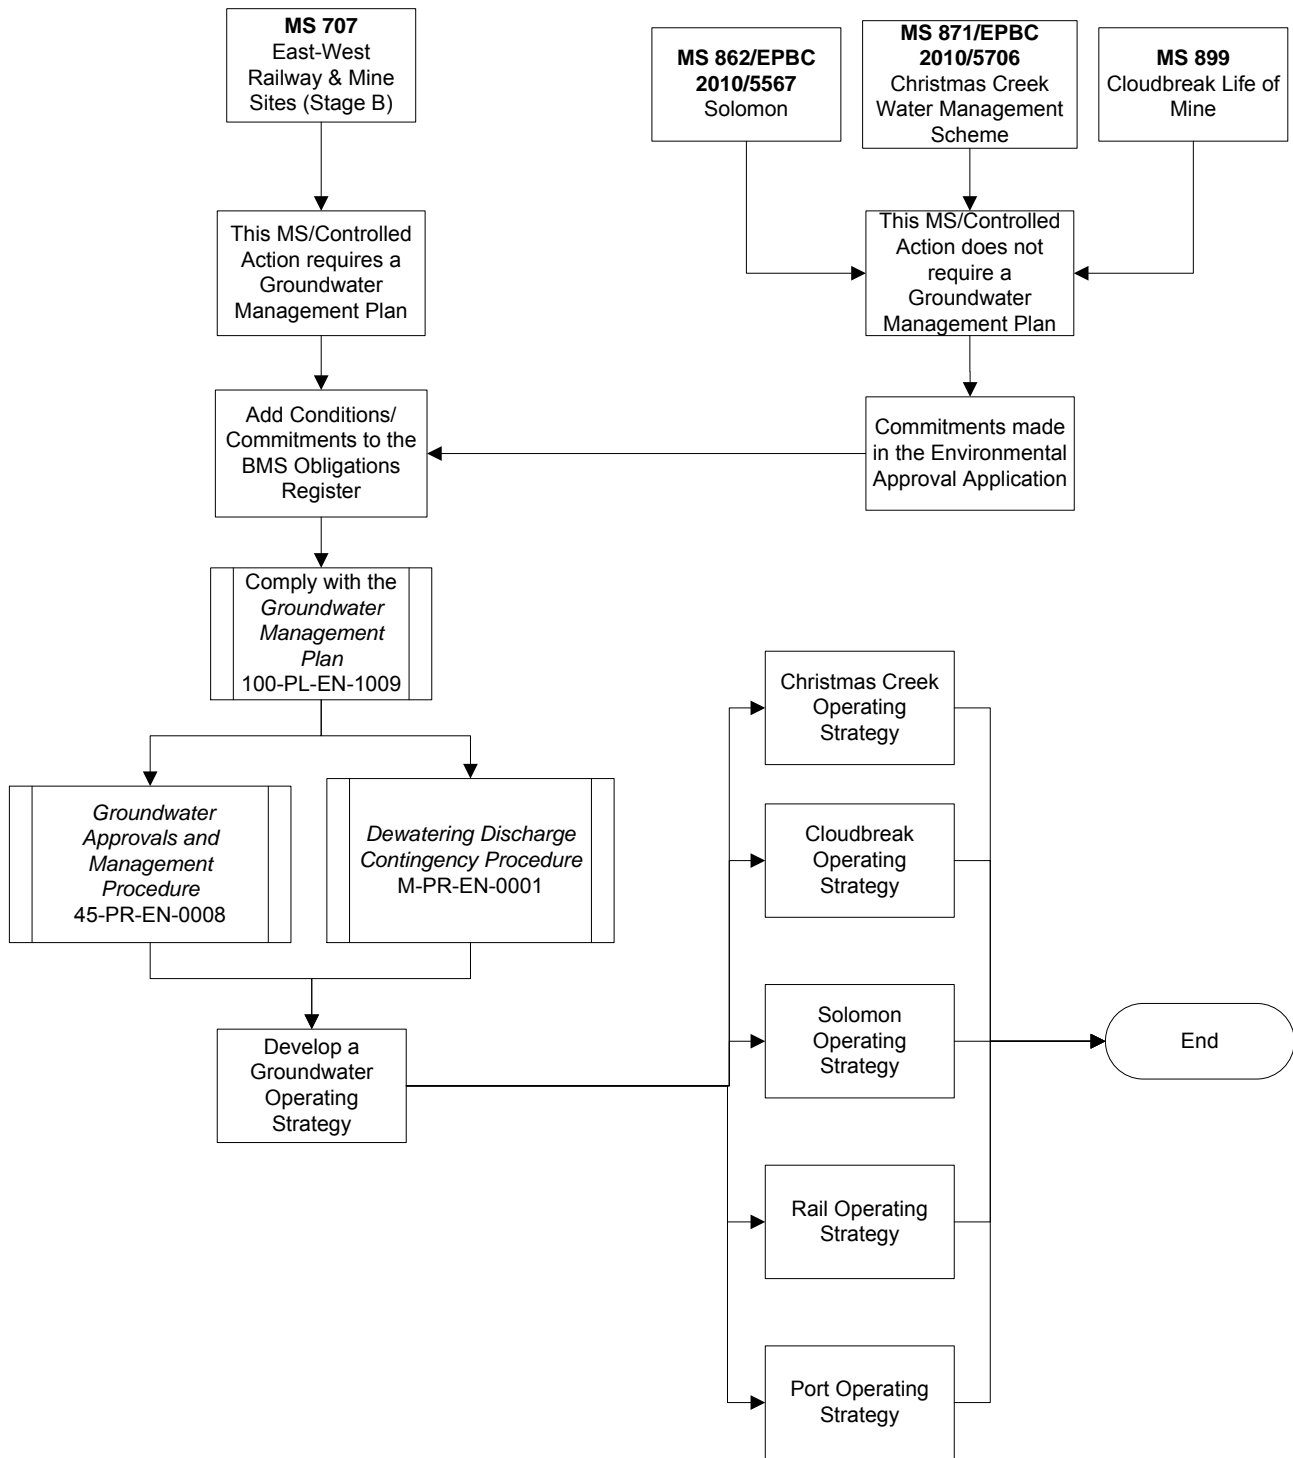 MS 707
East-West
Railway & Mine
Sites (Stage B)
MS 862/EPBC
2010/5567
Solomon
MS 871/EPBC
2010/5706
Christmas Creek
Water Management
Scheme
MS 899
Cloudbreak Life of
Mine
This MS/Controlled
Action requires a
Groundwater
Management Plan
This MS/Controlled
Action does not
require a
Groundwater
Management Plan
Add Conditions/
Commitments to the
BMS Obligations
Register
Commitments made
in the Environmental
Approval Application
Comply with the
Groundwater
Management
Plan
100-PL-EN-1009
Groundwater
Approvals and
Management
Procedure
45-PR-EN-0008
Dewatering Discharge
Contingency Procedure
M-PR-EN-0001
Develop a
Groundwater
Operating
Strategy
Christmas Creek
Operating
Strategy
Cloudbreak
Operating
Strategy
Solomon
Operating
Strategy
Rail Operating
Strategy
Port Operating
Strategy
End